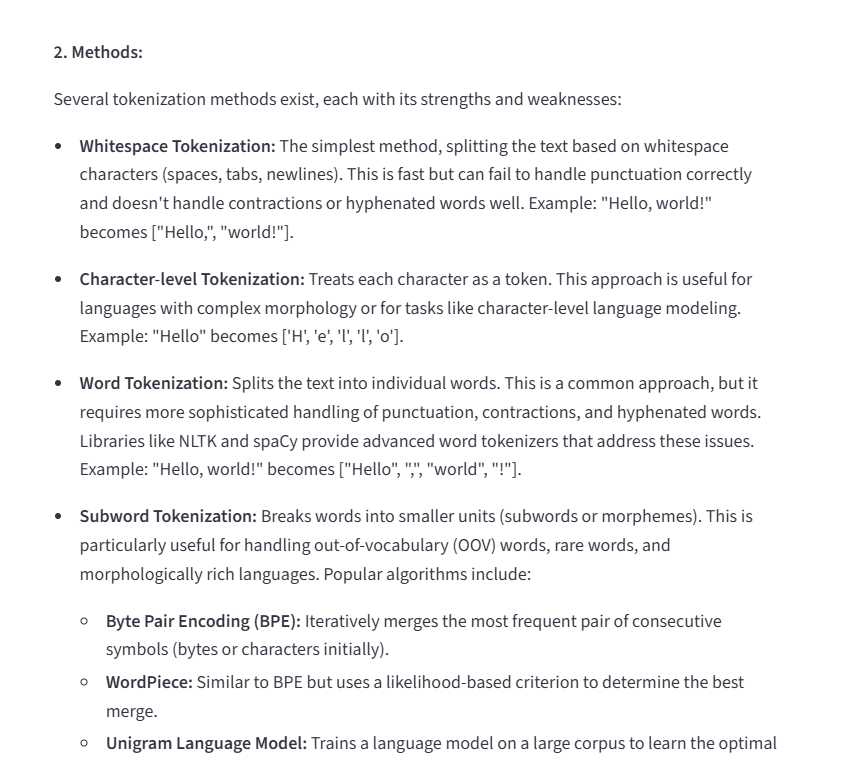 2. Methods:
Several tokenization methods exist, each with its strengths and weaknesses:
• Whitespace Tokenization: The simplest method, splitting the text based on whitespace
characters (spaces, tabs, newlines). This is fast but can fail to handle punctuation correctly
and doesn't handle contractions or hyphenated words well. Example: "Hello, world!"
becomes ["Hello,", "world!"].
• Character-level Tokenization: Treats each character as a token. This approach is useful for
languages with complex morphology or for tasks like character-level language modeling.
Example: "Hello" becomes ['H', 'e', 'l', 'l', 'o'].
• Word Tokenization: Splits the text into individual words. This is a common approach, but it
requires more sophisticated handling of punctuation, contractions, and hyphenated words.
Libraries like NLTK and spaCy provide advanced word tokenizers that address these issues.
Example: "Hello, world!" becomes ["Hello", ",", "world", "!"].
• Subword Tokenization: Breaks words into smaller units (subwords or morphemes). This is
particularly useful for handling out-of-vocabulary (OOV) words, rare words, and
morphologically rich languages. Popular algorithms include:
◦ Byte Pair Encoding (BPE): Iteratively merges the most frequent pair of consecutive
symbols (bytes or characters initially).
◦ WordPiece: Similar to BPE but uses a likelihood-based criterion to determine the best
merge.
◦ Unigram Language Model: Trains a language model on a large corpus to learn the optimal